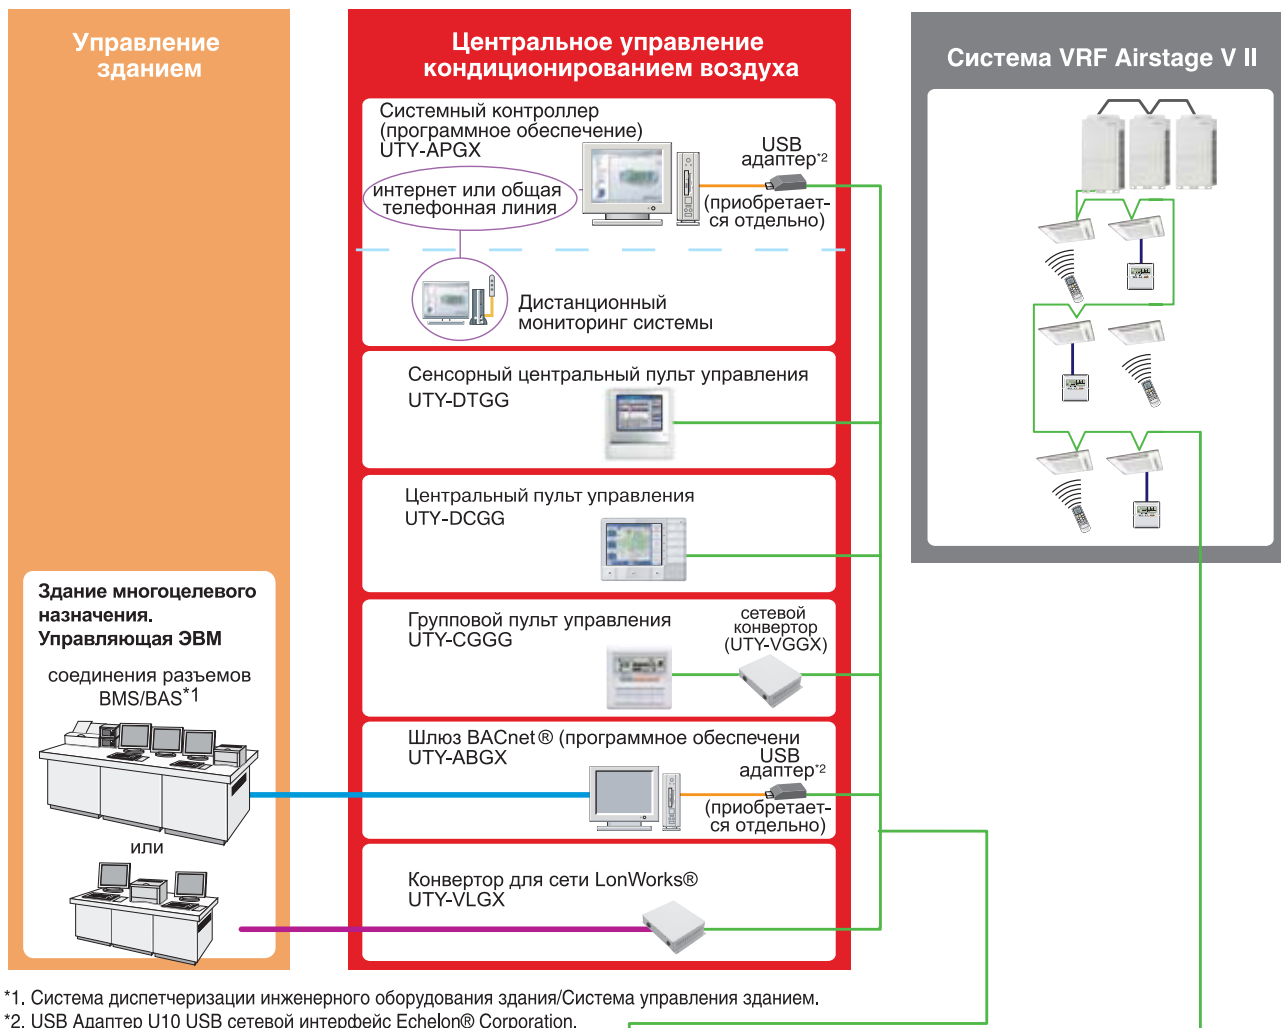 Управление
зданием
Здание многоцелевого
назначения.
Управляющая ЭВМ
соединения разъемов
BMS/BAS*1
или
Центральное управление
кондиционированием воздуха
Системный контроллер
(программное обеспечение)
UTY-APGX
интернет или общая
телефонная линия
USB
адаптер*2
(приобретает-
ся отдельно)
Дистанционный
мониторинг системы
Сенсорный центральный пульт управления
UTY-DTGG
Центральный пульт управления
UTY-DCGG
Групповой пульт управления
UTY-CGGG
сетевой
конвертор
(UTY-VGGX)
Шлюз BACnet® (программное обеспечени
UTY-ABGX
USB
адаптер*2
(приобретает-
ся отдельно)
Конвертор для сети LonWorks®
UTY-VLGX
Система VRF Airstage V II
*1. Система диспетчеризации инженерного оборудования здания/Система управления зданием.
*2. USB Адаптер U10 USB сетевой интерфейс Echelon® Corporation.